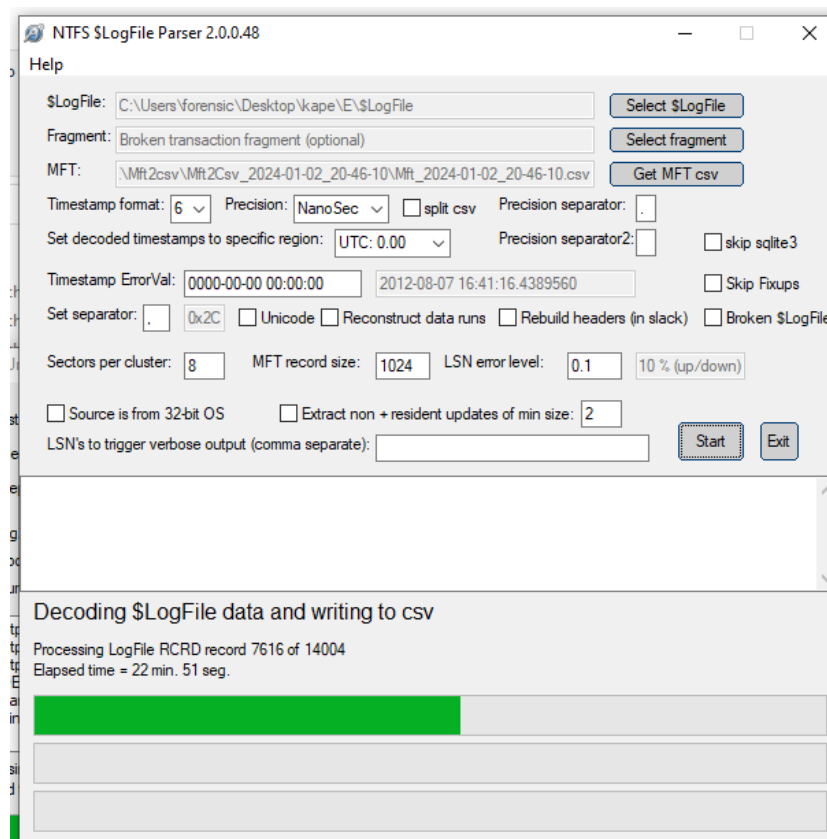 NTFS $LogFile Parser 2.0.0.48
Help
$LogFile: C:\Users\forensic\Desktop\kape\E\$LogFile Select $LogFile
Fragment: Broken transaction fragment (optional) Select fragment
MFT: .\Mft2csv\Mft2Csv_2024-01-02_20-46-10\Mft_2024-01-02_20-46-10.csv Get MFT csv
Timestamp format: 6 Precision: NanoSec split csv Precision separator: .
Set decoded timestamps to specific region: UTC: 0.00 Precision separator2: skip sqlite3
Timestamp ErrorVal: 0000-00-00 00:00:00 2012-08-07 16:41:16.4389560 Skip Fixups
Set separator: , 0x2C Unicode Reconstruct data runs Rebuild headers (in slack) Broken $LogFile
Sectors per cluster: 8 MFT record size: 1024 LSN error level: 0.1 10 % (up/down)
Source is from 32-bit OS Extract non + resident updates of min size: 2
LSN's to trigger verbose output (comma separate): Start Exit
Decoding $LogFile data and writing to csv
Processing LogFile RCRD record 7616 of 14004
Elapsed time = 22 min. 51 seg.